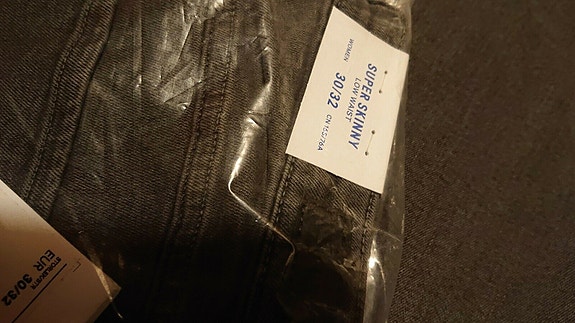 SUPER SKINNY
LOW WAIST
WOMEN 30/32 CN 155/76A
EUR 30/32